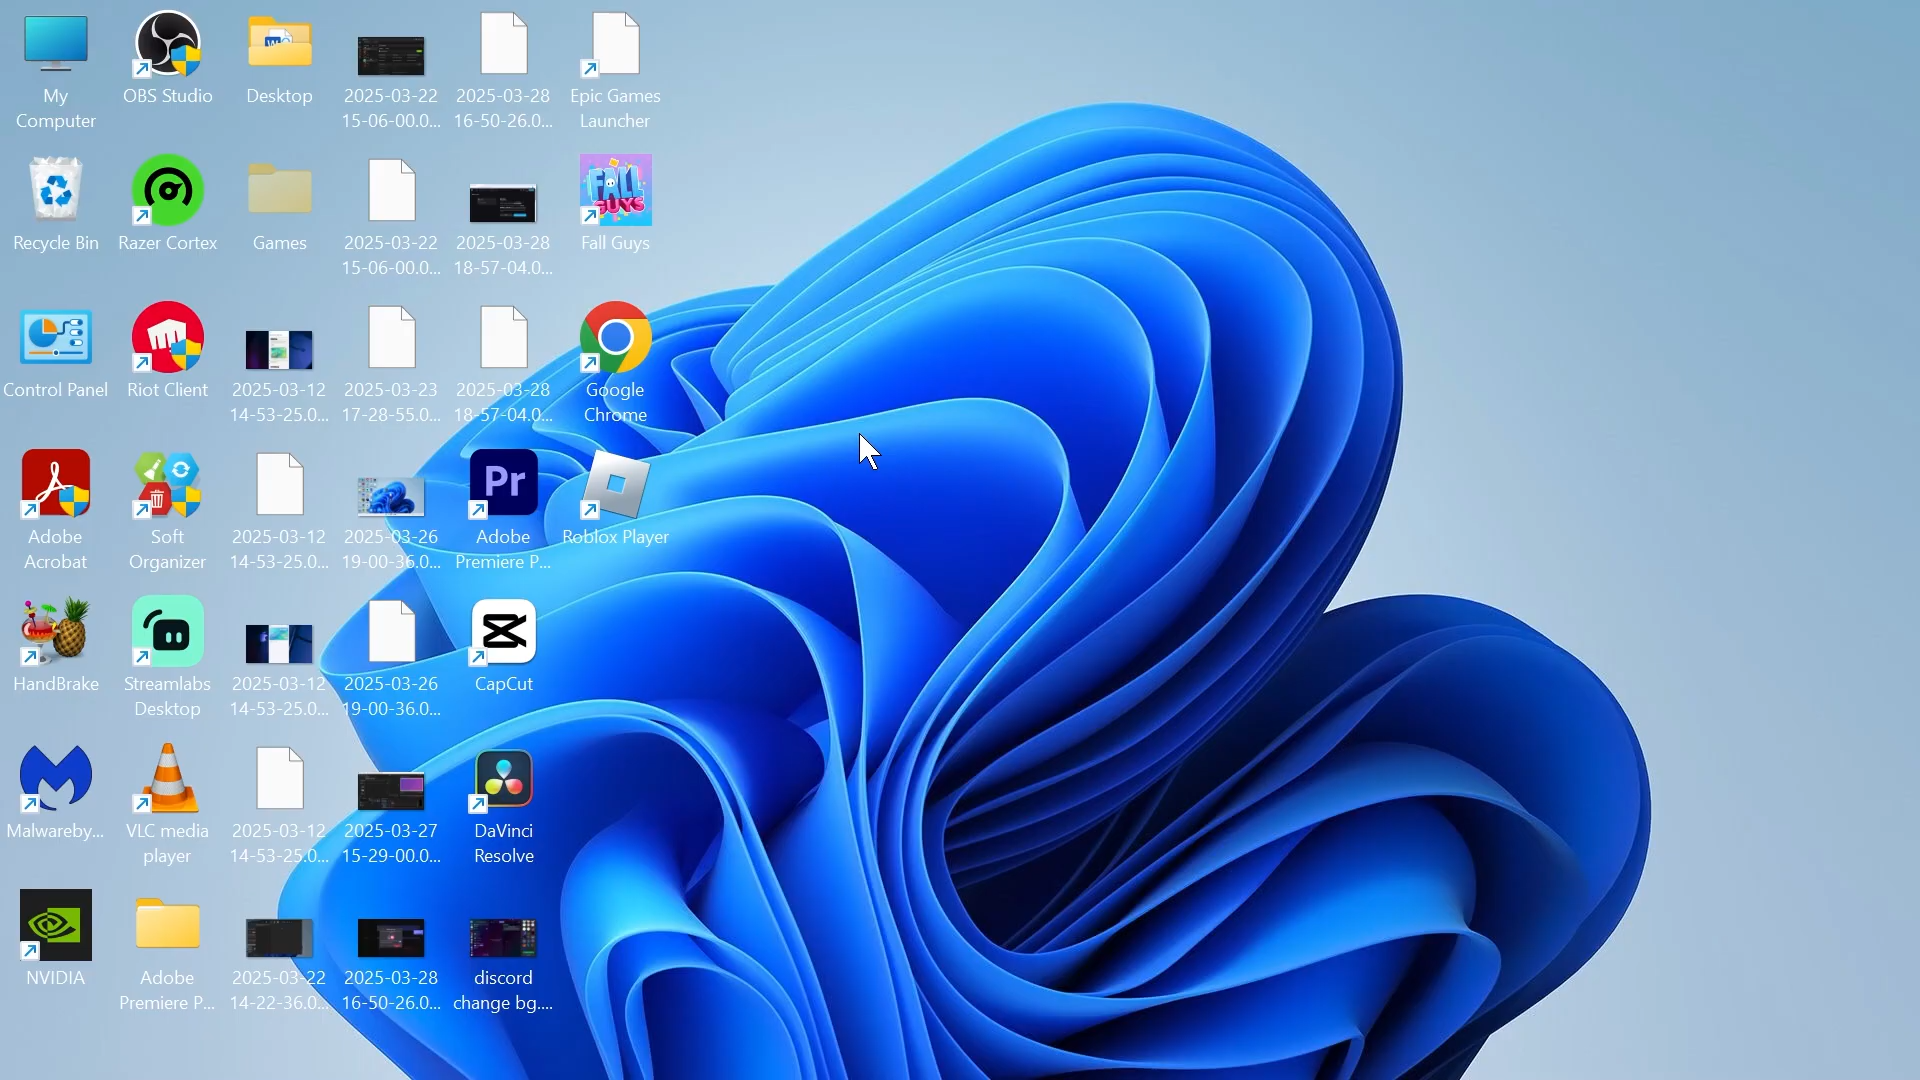 My
Computer
OBS Studio
Desktop
2025-03-22
15-06-00.0...
2025-03-28
16-50-26.0...
Epic Games
Launcher
Recycle Bin
Razer Cortex
Games
2025-03-22
15-06-00.0...
2025-03-28
18-57-04.0...
FALL
GUYS
Fall Guys
Control Panel
Riot Client
2025-03-12
14-53-25.0...
2025-03-23
17-28-55.0...
2025-03-28
18-57-04.0...
Google
Chrome
Adobe
Acrobat
Soft
Organizer
2025-03-12
14-53-25.0...
2025-03-26
19-00-36.0...
Pr
Adobe
Premiere P...
Roblox Player
HandBrake
Streamlabs
Desktop
2025-03-12
14-53-25.0...
2025-03-26
19-00-36.0...
CapCut
Malwareby...
VLC media
player
2025-03-12
14-53-25.0...
2025-03-27
15-29-00.0...
DaVinci
Resolve
NVIDIA
Adobe
Premiere P...
2025-03-22
14-22-36.0...
2025-03-28
16-50-26.0...
discord
change bg....